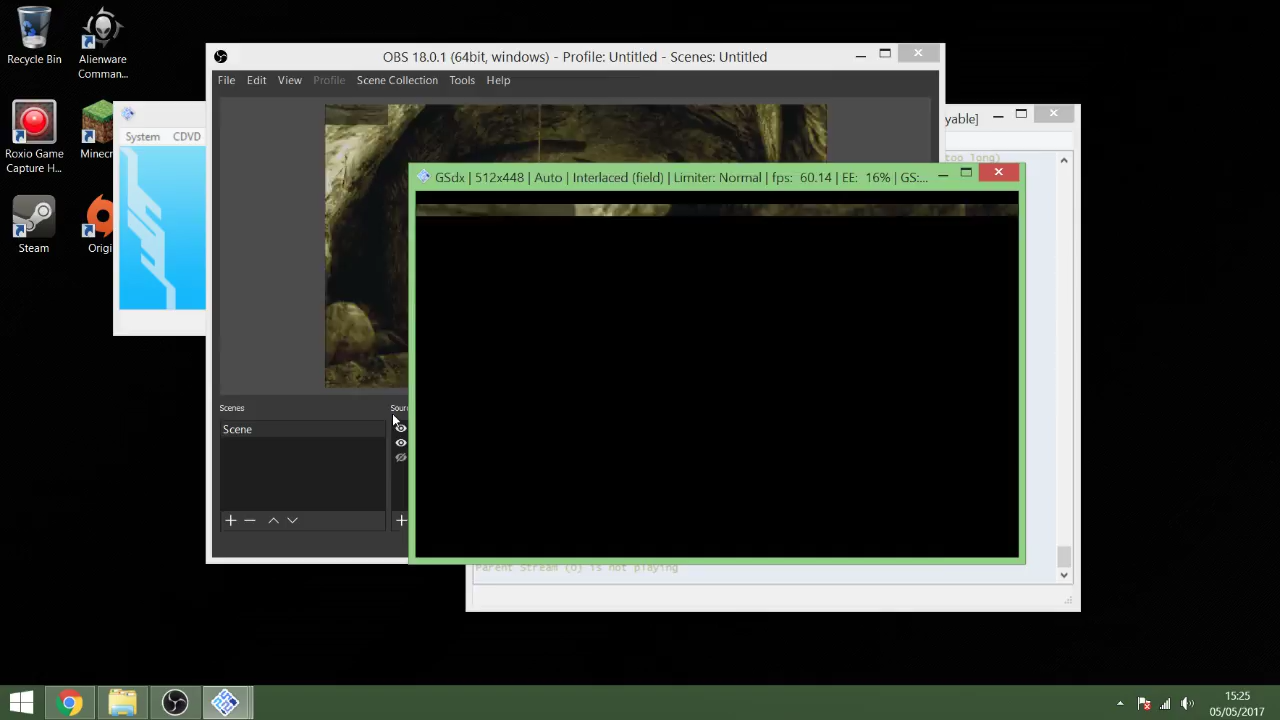 Recycle Bin
Alienware
Comman...
Roxio Game
Capture H...
Minecr
Steam
Origi
System CDVD
OBS 18.0.1 (64bit, windows) - Profile: Untitled - Scenes: Untitled
File Edit View Profile Scene Collection Tools Help
yable]
too long)
GSdx | 512x448 | Auto | Interlaced (field) | Limiter: Normal | fps: 60.14 | EE: 16% | GS:...
Scenes
Sourc
Scene
Parent Stream (0) is not playing
15:25
05/05/2017